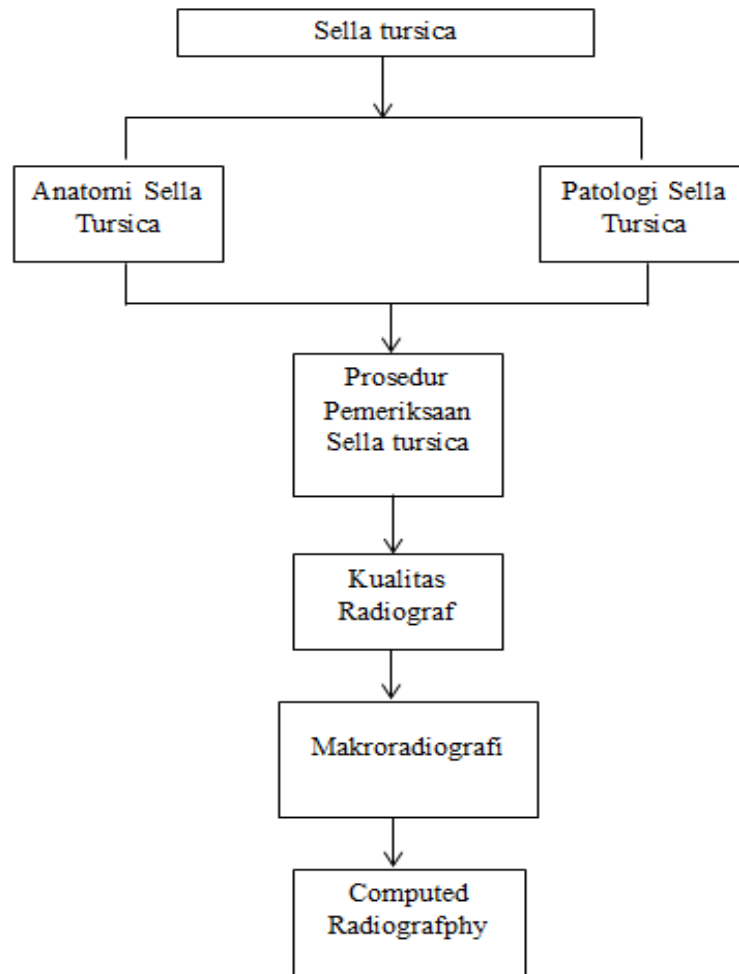 Sella tursica
Anatomi Sella
Tursica
Patologi Sella
Tursica
Prosedur
Pemeriksaan
Sella tursica
Kualitas
Radiograf
Makroradiografi
Computed
Radiografphy